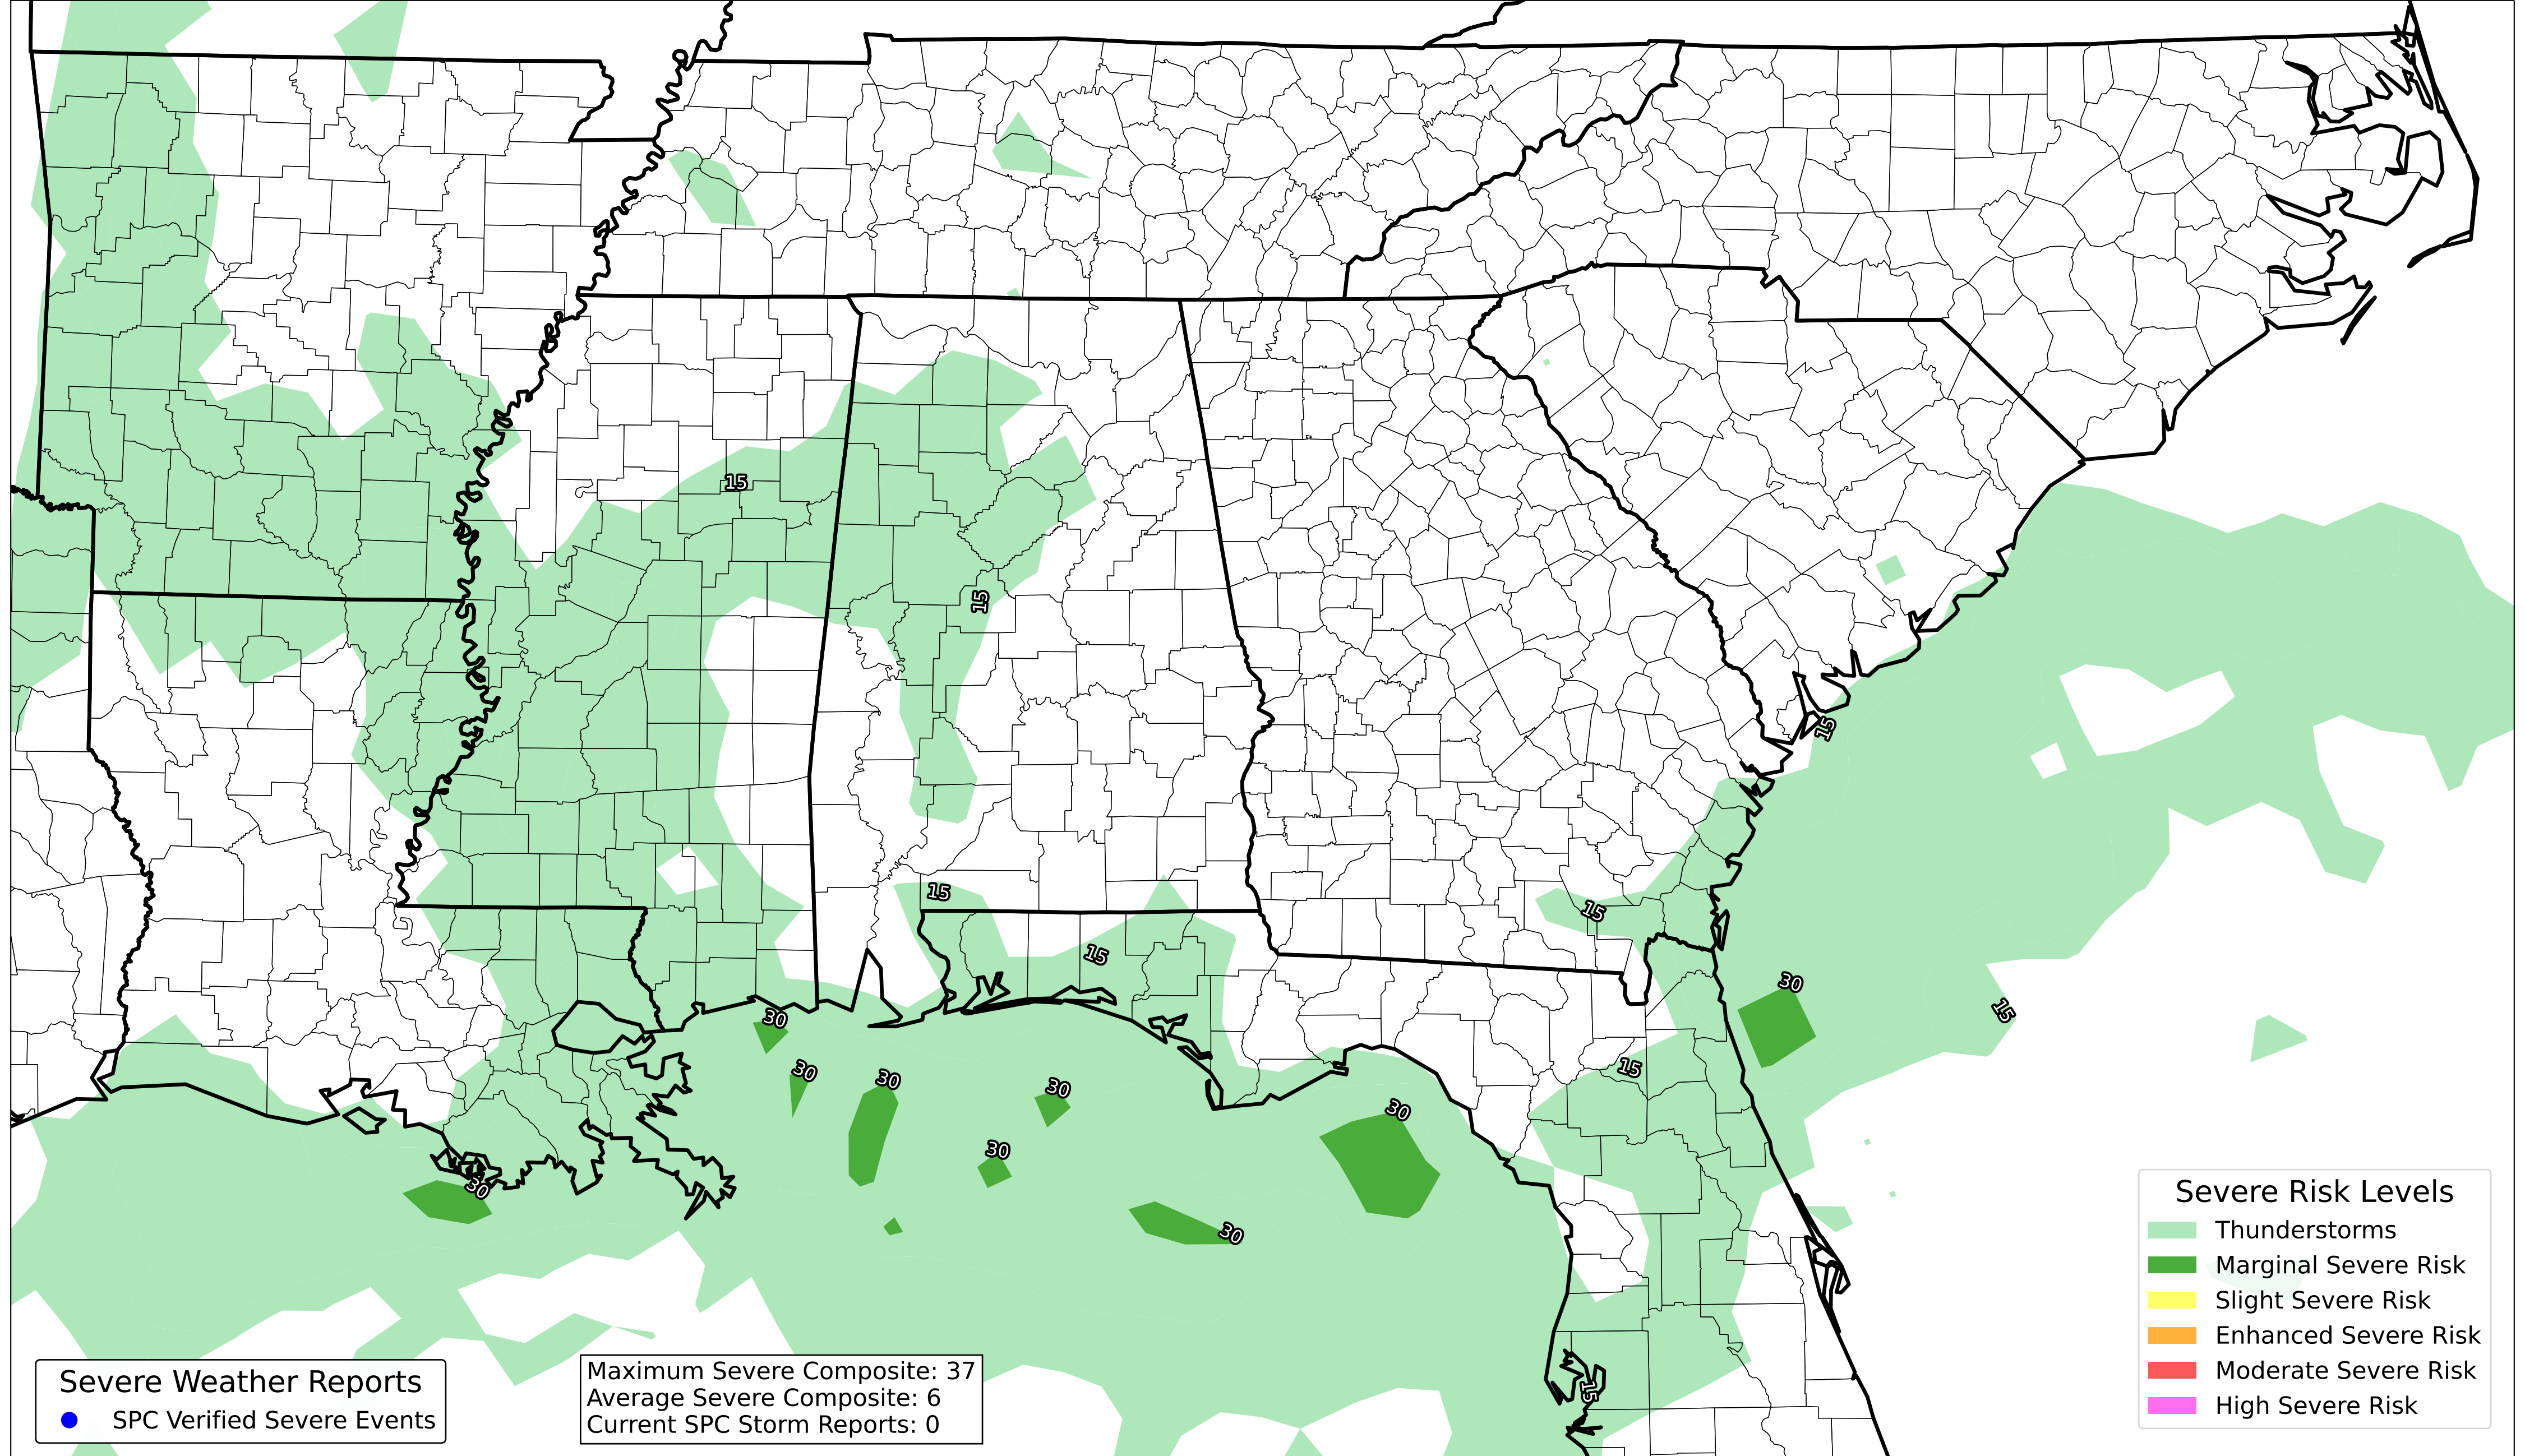 15
15
15
15
15
15
30
30
15
30
30
30
15
30
30
30
30
Severe Risk Levels
Thunderstorms
Marginal Severe Risk
Slight Severe Risk
Enhanced Severe Risk
Moderate Severe Risk
High Severe Risk
15
Severe Weather Reports
SPC Verified Severe Events
Maximum Severe Composite: 37
Average Severe Composite: 6
Current SPC Storm Reports: 0